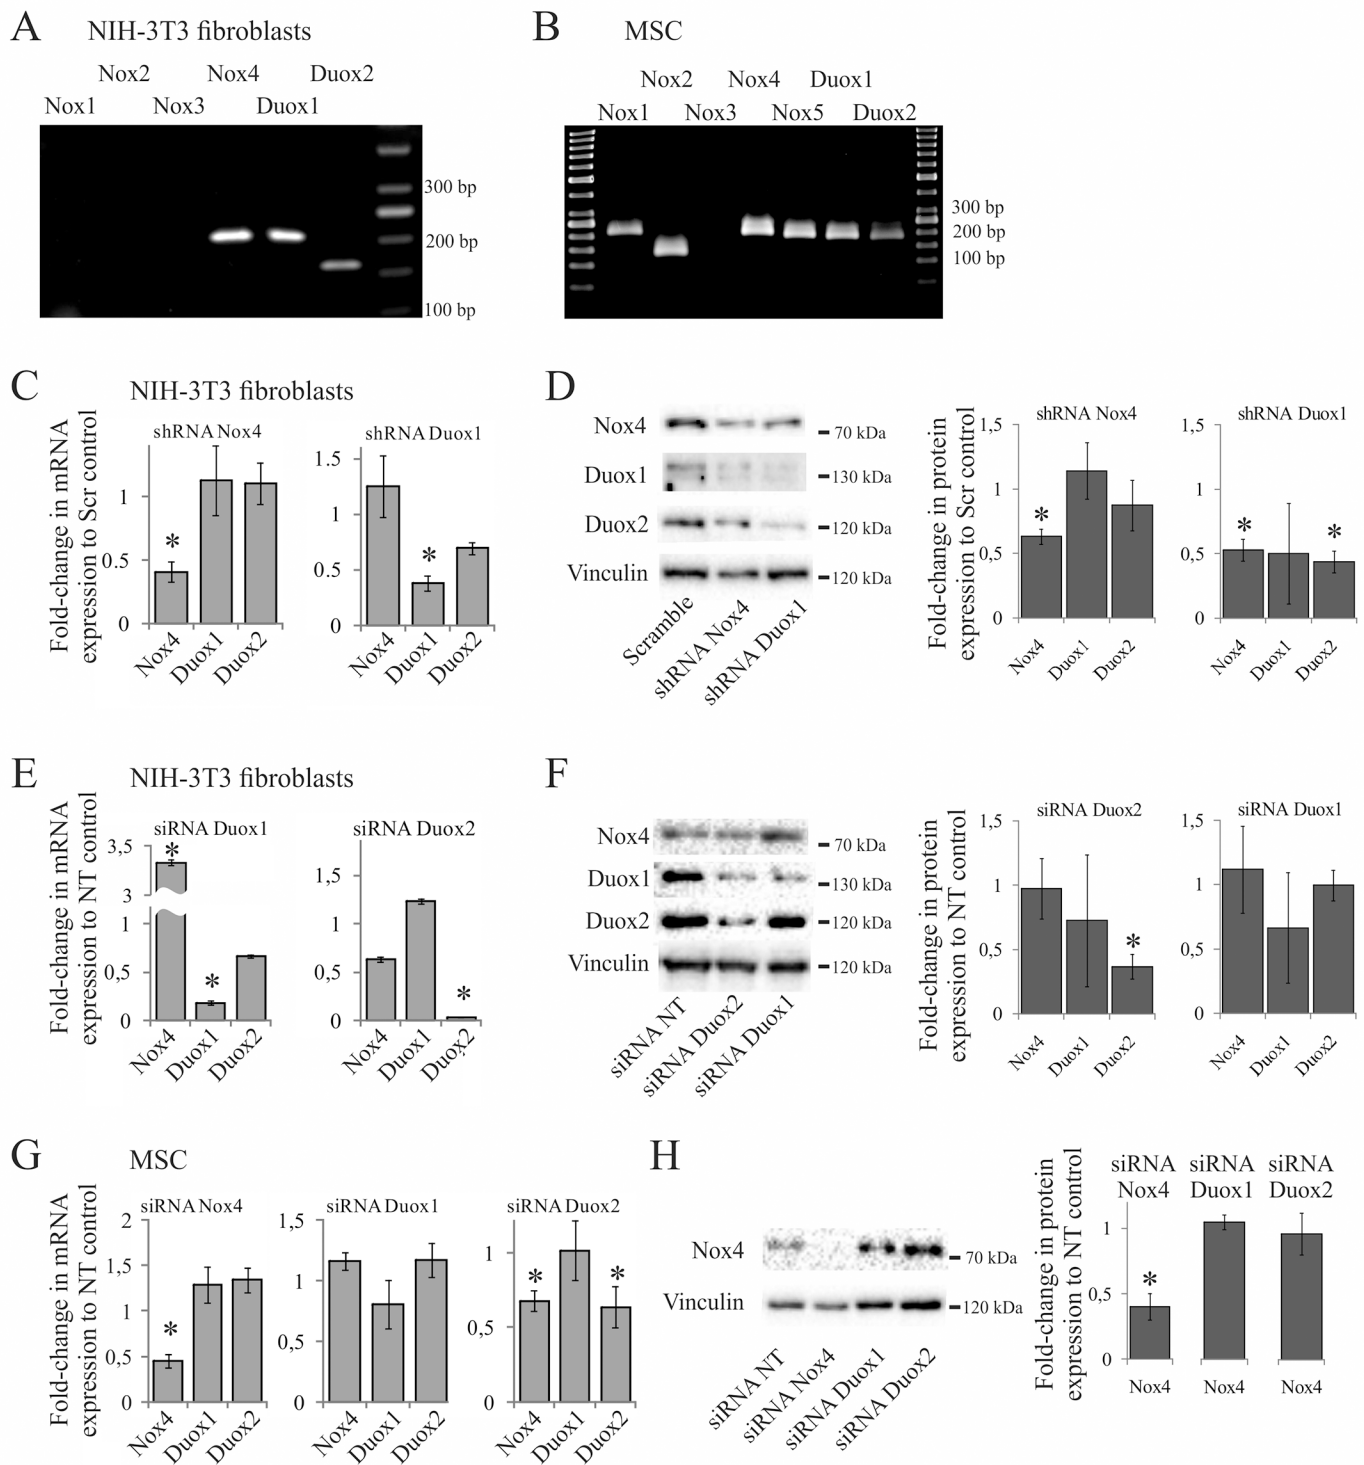 A NIH-3T3 fibroblasts
Nox2 Nox4 Duox2
Nox1 Nox3 Duox1
300 bp
200 bp
100 bp
B MSC
Nox2 Nox4 Duox1
Nox1 Nox3 Nox5 Duox2
300 bp
200 bp
100 bp
C NIH-3T3 fibroblasts
Fold-change in mRNA
expression to Scr control
shRNA Nox4
1
0.5
0
Nox4 Duox1 Duox2
shRNA Duox1
1.5
1
0.5
0
Nox4 Duox1 Duox2
*
*
D
Nox4 70 kDa
Duox1 130 kDa
Duox2 120 kDa
Vinculin 120 kDa
Scramble
shRNA Nox4
shRNA Duox1
Fold-change in protein
expression to Scr control
shRNA Nox4
1,5
1
0,5
0
*
Nox4 Duox1 Duox2
shRNA Duox1
1,5
1
0,5
0
* *
Nox4 Duox1 Duox2
E NIH-3T3 fibroblasts
Fold-change in mRNA
expression to NT control
siRNA Duox1
3,5
3
1
0,5
0
* *
Nox4 Duox1 Duox2
siRNA Duox2
1,5
1
0,5
0
*
Nox4 Duox1 Duox2
F
Nox4 70 kDa
Duox1 130 kDa
Duox2 120 kDa
Vinculin 120 kDa
siRNA NT
siRNA Duox2
siRNA Duox1
Fold-change in protein
expression to NT control
siRNA Duox2
1,5
1
0,5
0
*
Nox4 Duox1 Duox2
siRNA Duox1
1,5
1
0,5
0
Nox4 Duox1 Duox2
G MSC
Fold-change in mRNA
expression to NT control
siRNA Nox4
2
1,5
1
0,5
0
*
Nox4 Duox1 Duox2
siRNA Duox1
1,5
1
0,5
0
Nox4 Duox1 Duox2
siRNA Duox2
1
0,5
0
* *
Nox4 Duox1 Duox2
H
Nox4 70 kDa
Vinculin 120 kDa
siRNA NT
siRNA Nox4
siRNA Duox1
siRNA Duox2
Fold-change in protein
expression to NT control
siRNA siRNA siRNA
Nox4 Duox1 Duox2
1
0,5
0
*
Nox4 Nox4 Nox4